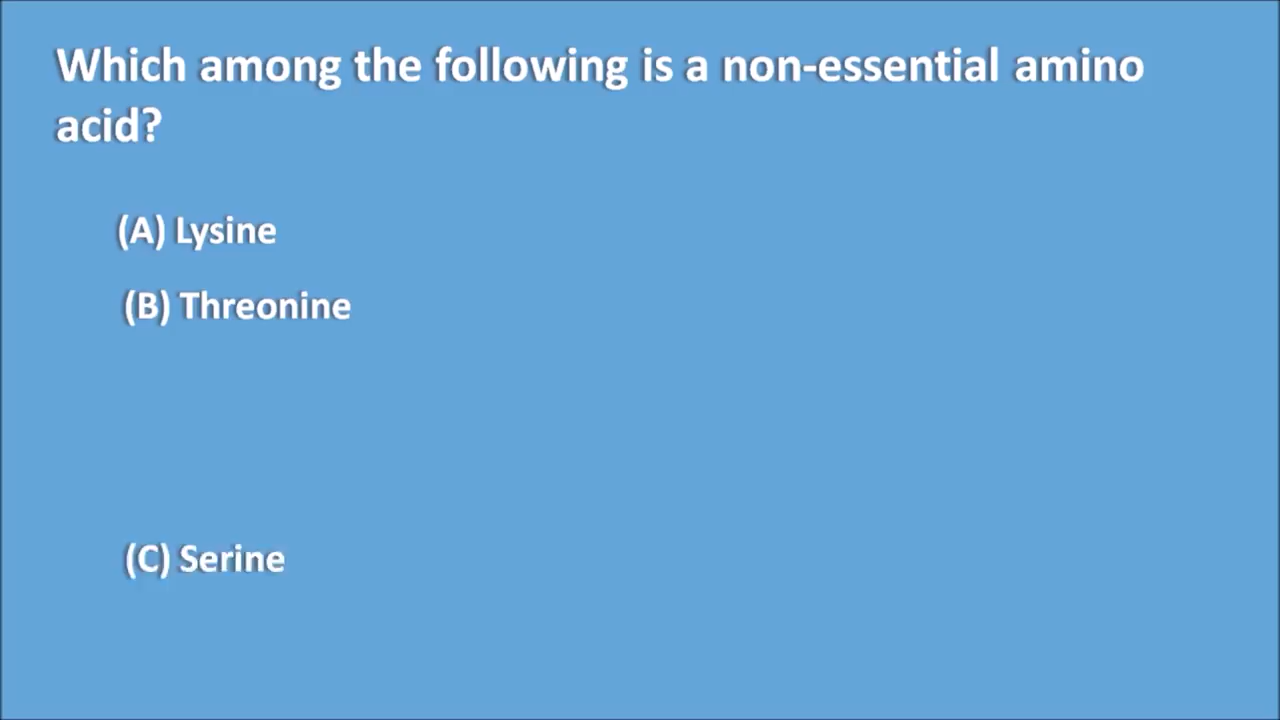 Which among the following is a non-essential amino
acid?
(A) Lysine
(B) Threonine
(C) Serine